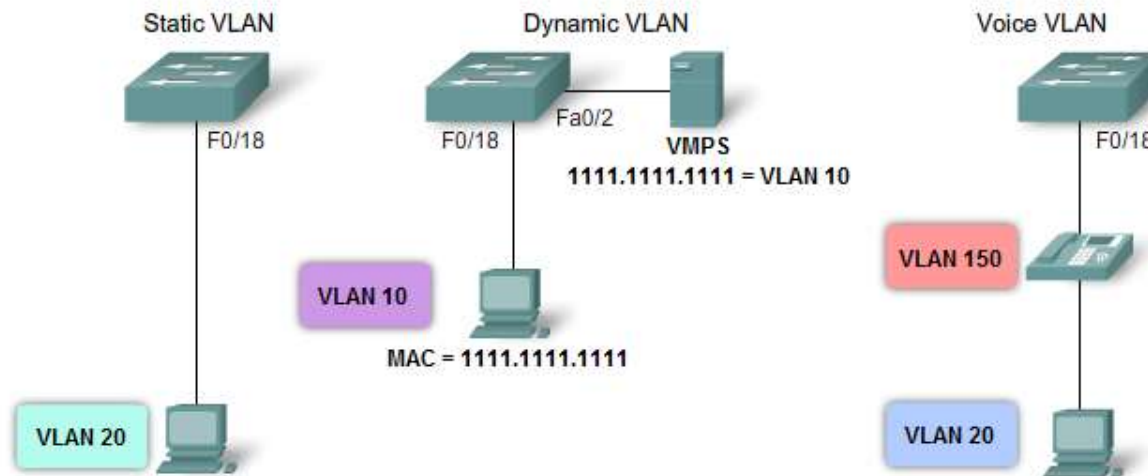 Static VLAN
Dynamic VLAN
Voice VLAN
F0/18
F0/18
Fa0/2
F0/18
VMPS
1111.1111.1111 = VLAN 10
VLAN 150
VLAN 10
MAC = 1111.1111.1111
VLAN 20
VLAN 20